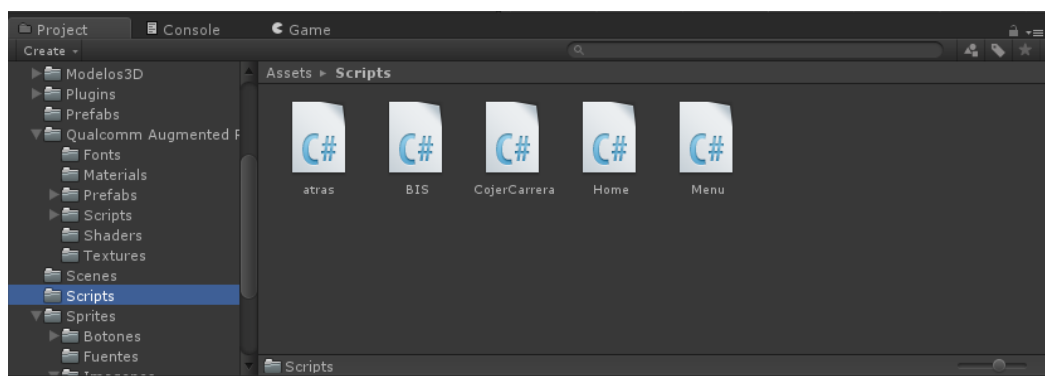 Project Console Game
Create
Modelos3D
Plugins
Prefabs
Qualcomm Augmented
Fonts
Materials
Prefabs
Scripts
Shaders
Textures
Scenes
Scripts
Sprites
Botones
Fuentes
Assets Scripts
C# C# C# C# C#
atras BIS CojerCarrera Home Menu
Scripts